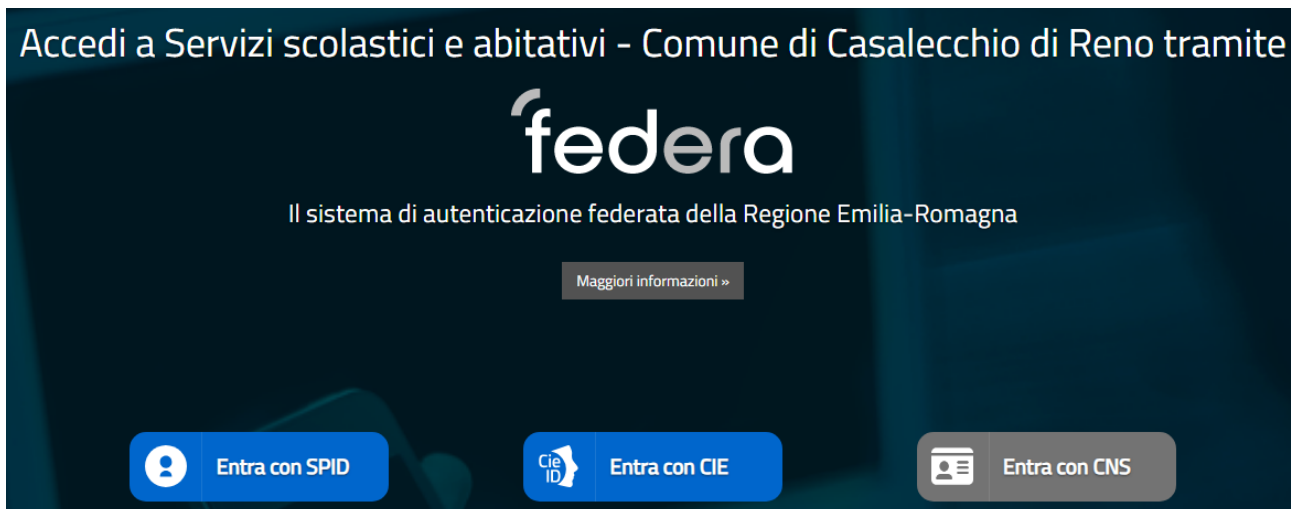 Accedi a Servizi scolastici e abitativi - Comune di Casalecchio di Reno tramite
federa
Il sistema di autenticazione federata della Regione Emilia-Romagna
Maggiori informazioni »
Entra con SPID
Cie ID
Entra con CIE
Entra con CNS